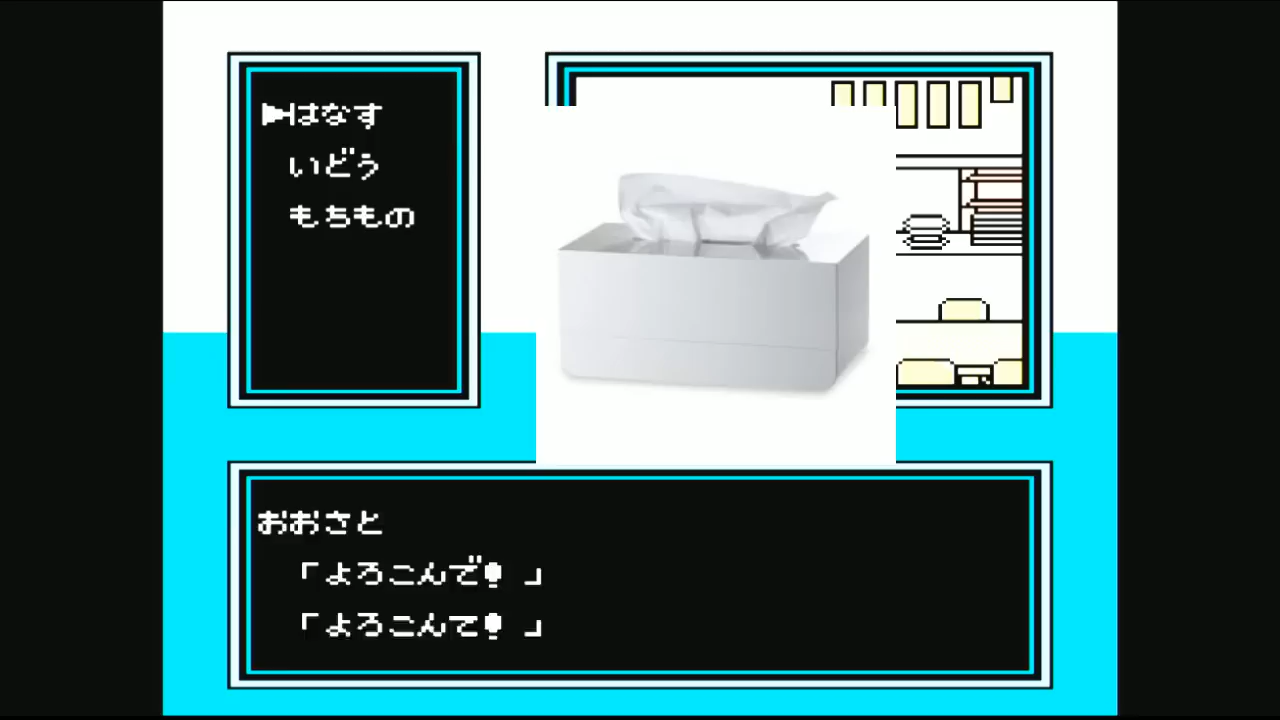 ▶はなす
いどう
もちもの
おおさと
「よろこんで! 」
「よろこんて! 」